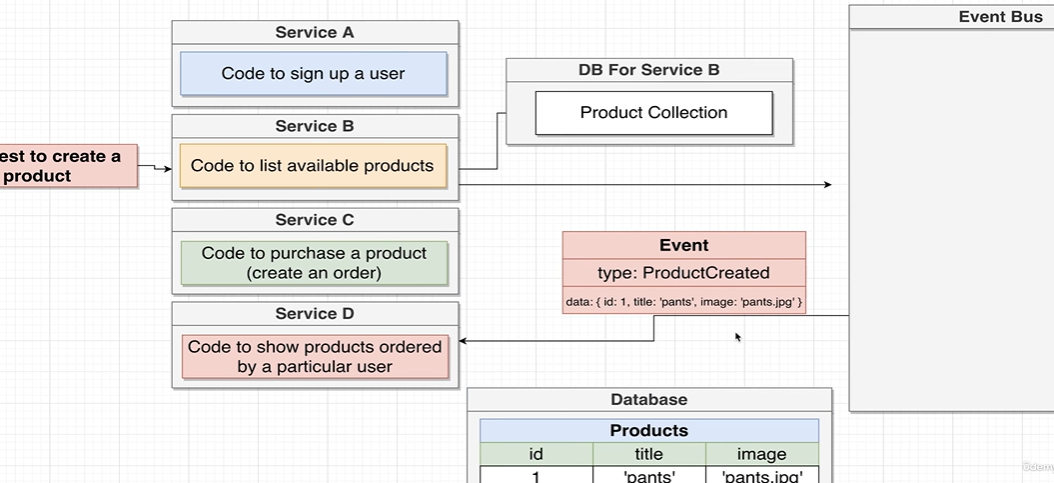 Event Bus
Service A
Code to sign up a user
DB For Service B
Product Collection
Service B
Code to list available products
to create a
product
Service C
Code to purchase a product
(create an order)
Event
type: ProductCreated
data: { id: 1, title: 'pants', image: 'pants.jpg' }
Service D
Code to show products ordered
by a particular user
Database
Products
id title image
1 'pants' 'pants.jpg'